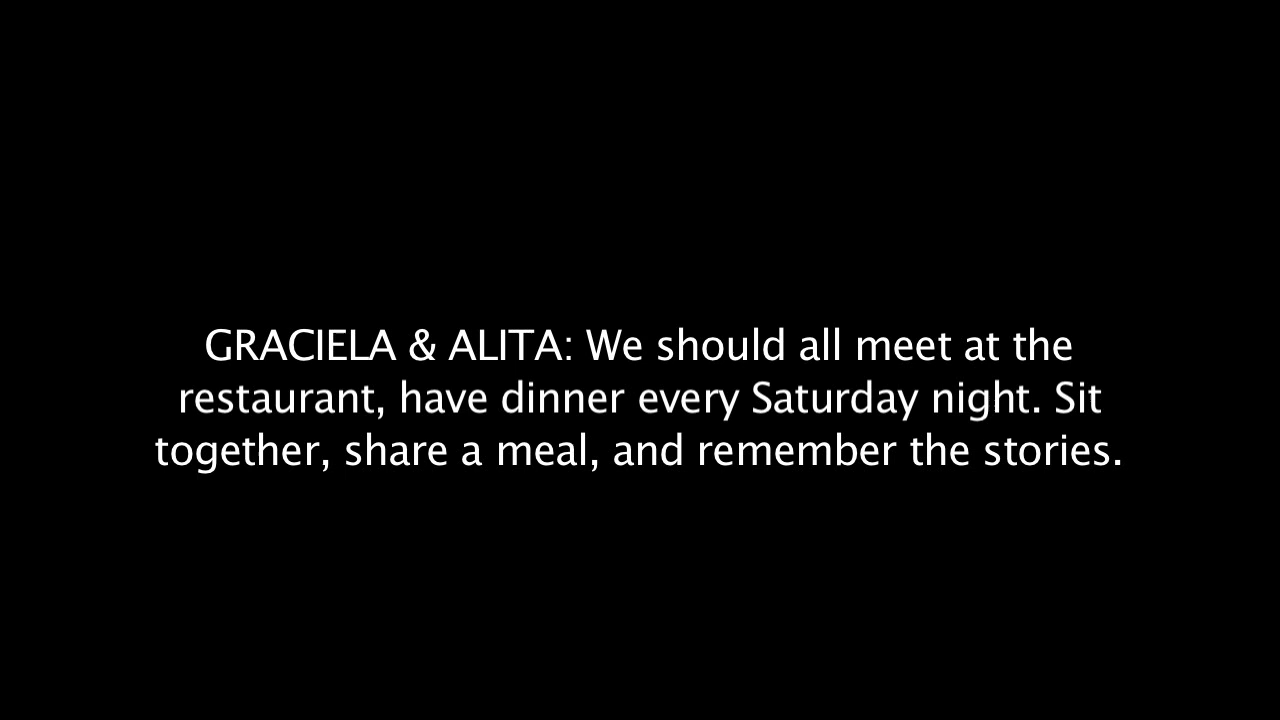 GRACIELA & ALITA: We should all meet at the
restaurant, have dinner every Saturday night. Sit
together, share a meal, and remember the stories.